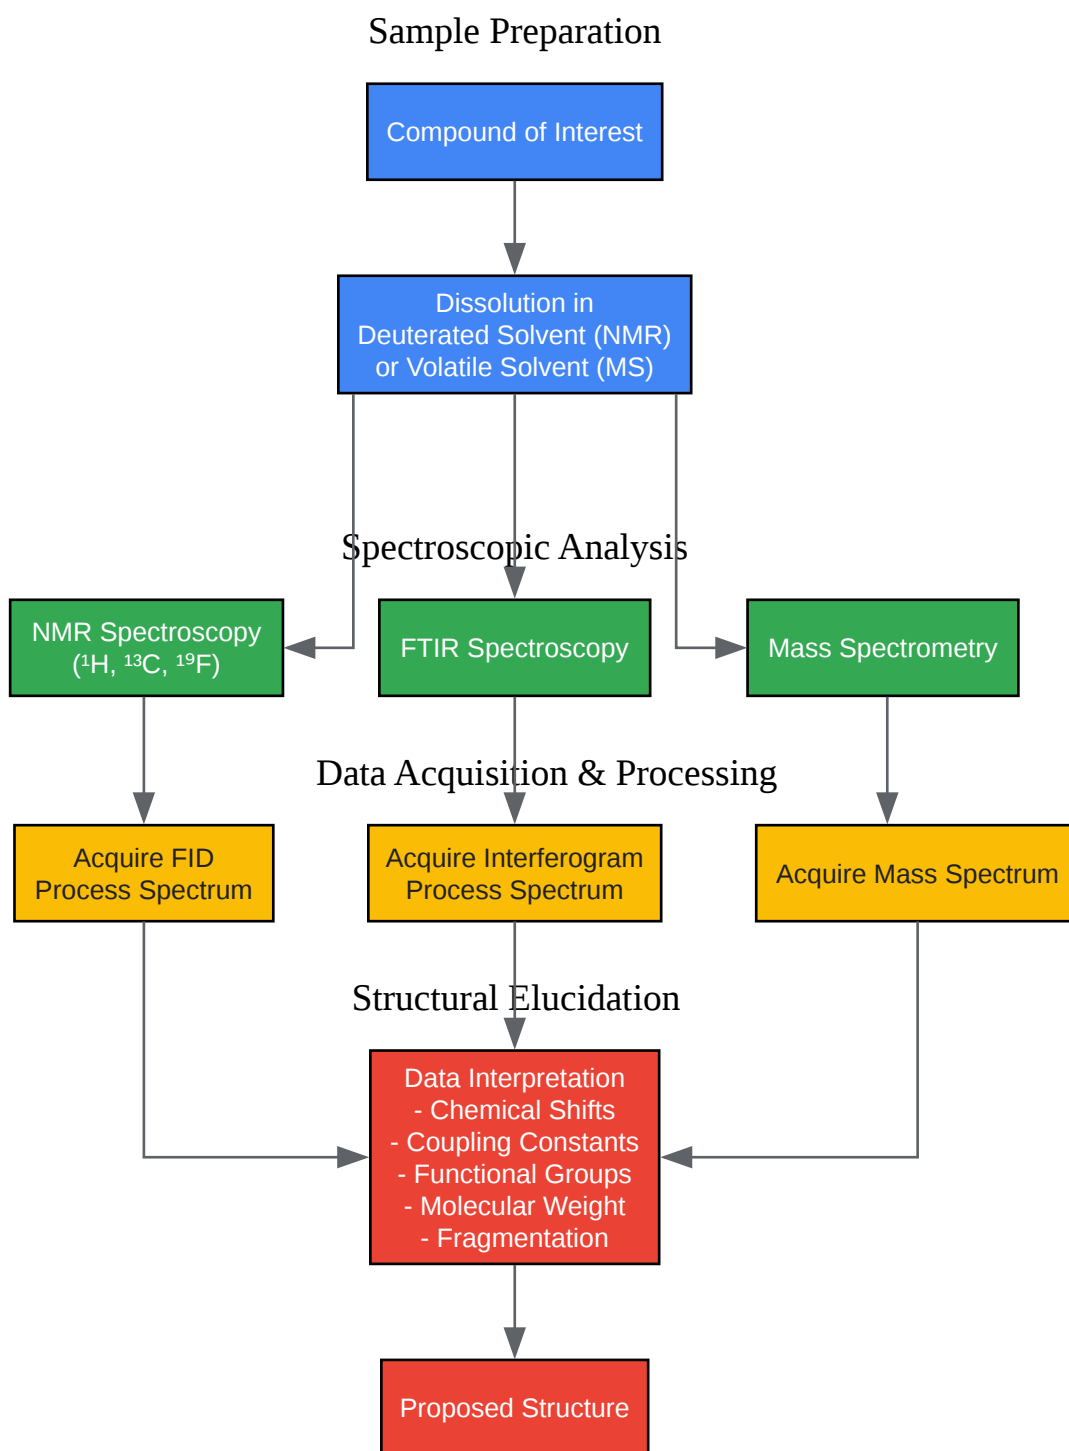 Sample Preparation
Compound of Interest
Dissolution in
Deuterated Solvent (NMR)
or Volatile Solvent (MS)
Spectroscopic Analysis
NMR Spectroscopy
(¹H, ¹³C, ¹⁹F)
FTIR Spectroscopy
Mass Spectrometry
Data Acquisition & Processing
Acquire FID
Process Spectrum
Acquire Interferogram
Process Spectrum
Acquire Mass Spectrum
Structural Elucidation
Data Interpretation
- Chemical Shifts
- Coupling Constants
- Functional Groups
- Molecular Weight
- Fragmentation
Proposed Structure